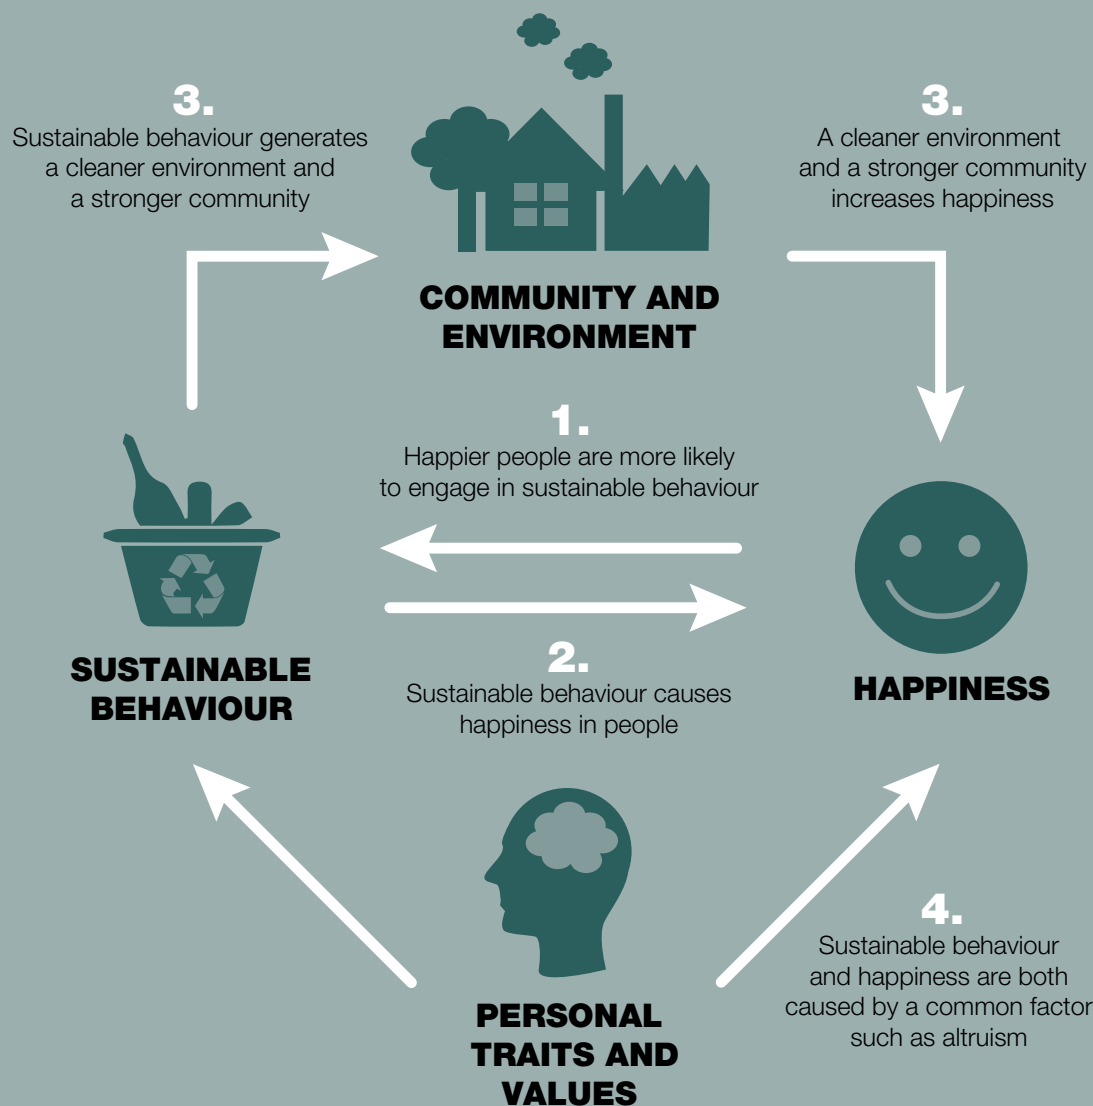 3.
Sustainable behaviour generates
a cleaner environment and
a stronger community
3.
A cleaner environment
and a stronger community
increases happiness
COMMUNITY AND
ENVIRONMENT
1.
Happier people are more likely
to engage in sustainable behaviour
SUSTAINABLE
BEHAVIOUR
2.
Sustainable behaviour causes
happiness in people
HAPPINESS
4.
Sustainable behaviour
and happiness are both
caused by a common factor
such as altruism
PERSONAL
TRAITS AND
VALUES